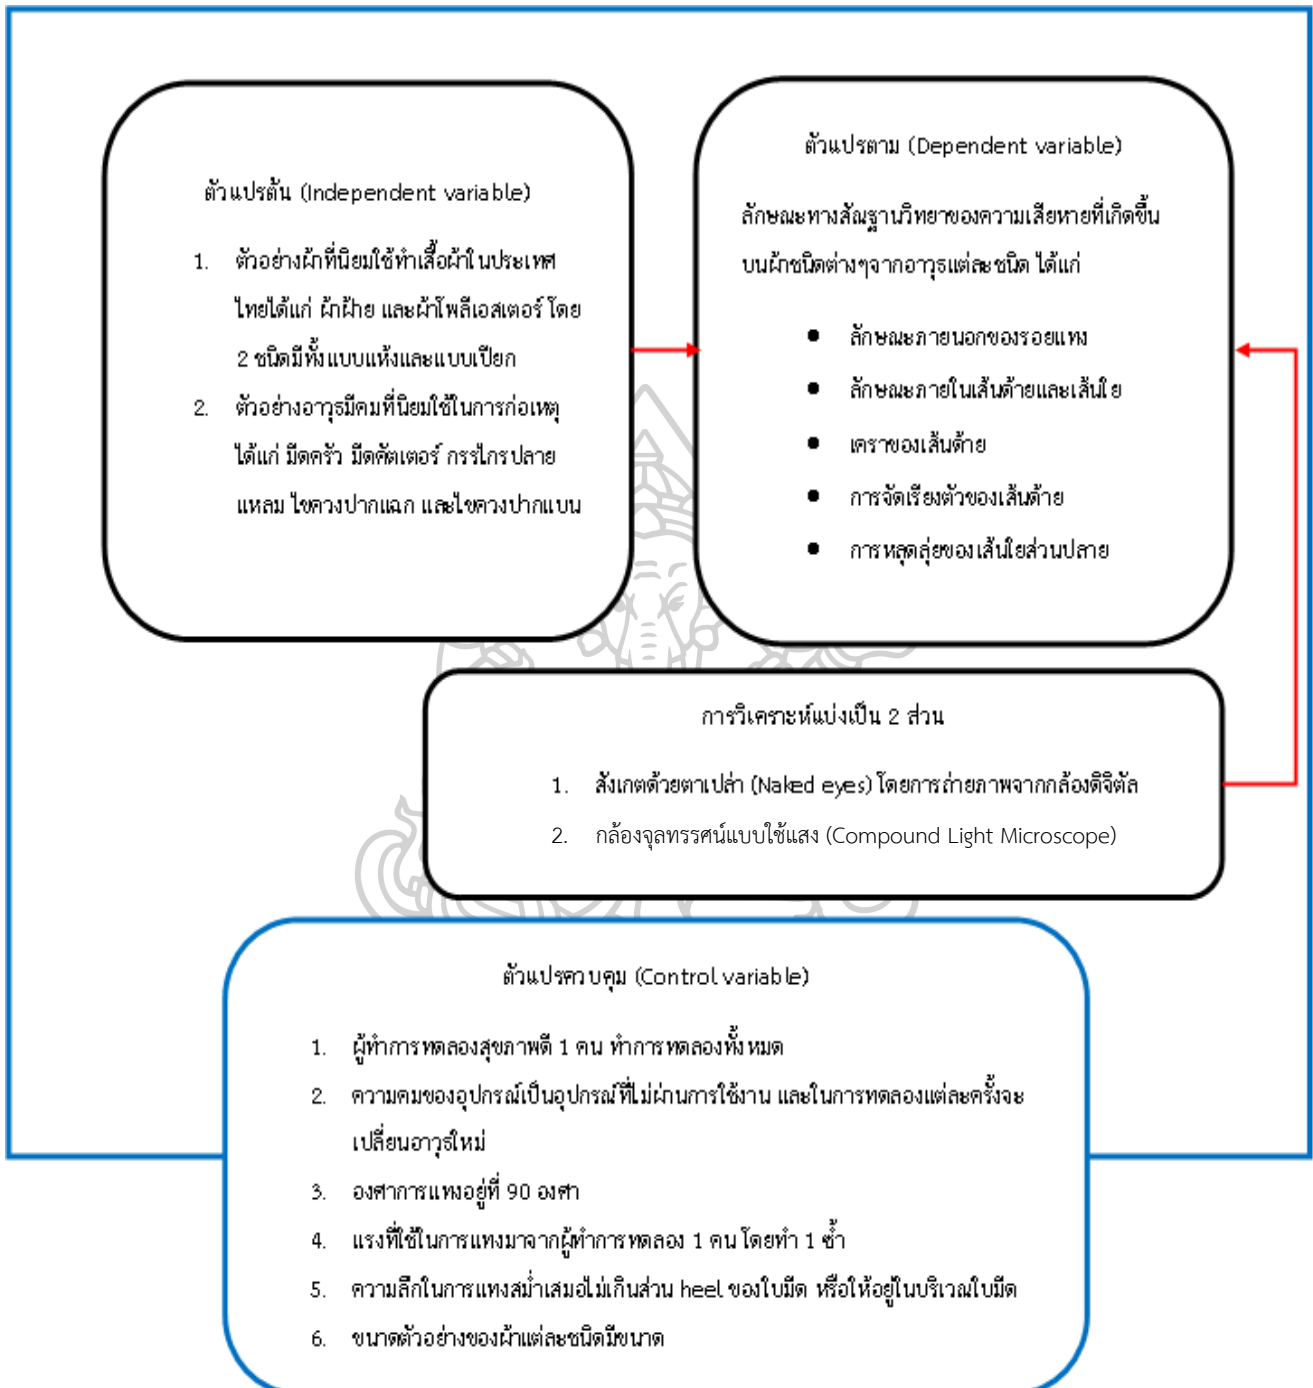 ตัวแปรต้น (Independent variable)
1. ตัวอย่างผ้าที่นิยมใช้ทำเสื้อผ้าในประเทศ
ไทยได้แก่ ผ้าฝ้าย และผ้าโพลีเอสเตอร์ โดย
2 ชนิดมีทั้งแบบแห้งและแบบเปียก
2. ตัวอย่างอาวุธมีคมที่นิยมใช้ในการก่อเหตุ
ได้แก่ มีดครัว มีดคัตเตอร์ กรรไกรปลาย
แหลม ไขควงปากแฉก และไขควงปากแบน
ตัวแปรตาม (Dependent variable)
ลักษณะทางสัณฐานวิทยาของความเสียหายที่เกิดขึ้น
บนผ้าชนิดต่างๆจากอาวุธแต่ละชนิด ได้แก่
● ลักษณะภายนอกของรอยแทง
● ลักษณะภายในเส้นด้ายและเส้นใย
● เคราของเส้นด้าย
● การจัดเรียงตัวของเส้นด้าย
● การหลุดลุ่ยของเส้นใยส่วนปลาย
การวิเคราะห์แบ่งเป็น 2 ส่วน
1. สังเกตด้วยตาเปล่า (Naked eyes) โดยการถ่ายภาพจากกล้องดิจิตัล
2. กล้องจุลทรรศน์แบบใช้แสง (Compound Light Microscope)
ตัวแปรควบคุม (Control variable)
1. ผู้ทำการทดลองสุขภาพดี 1 คน ทำการทดลองทั้งหมด
2. ความคมของอุปกรณ์เป็นอุปกรณ์ที่ไม่ผ่านการใช้งาน และในการทดลองแต่ละครั้งจะ
เปลี่ยนอาวุธใหม่
3. องศาการแทงอยู่ที่ 90 องศา
4. แรงที่ใช้ในการแทงมาจากผู้ทำการทดลอง 1 คน โดยทำ 1 ซ้ำ
5. ความลึกในการแทงสม่ำเสมอไม่เกินส่วน heel ของใบมีด หรือให้อยู่ในบริเวณใบมีด
6. ขนาดตัวอย่างของผ้าแต่ละชนิดมีขนาด